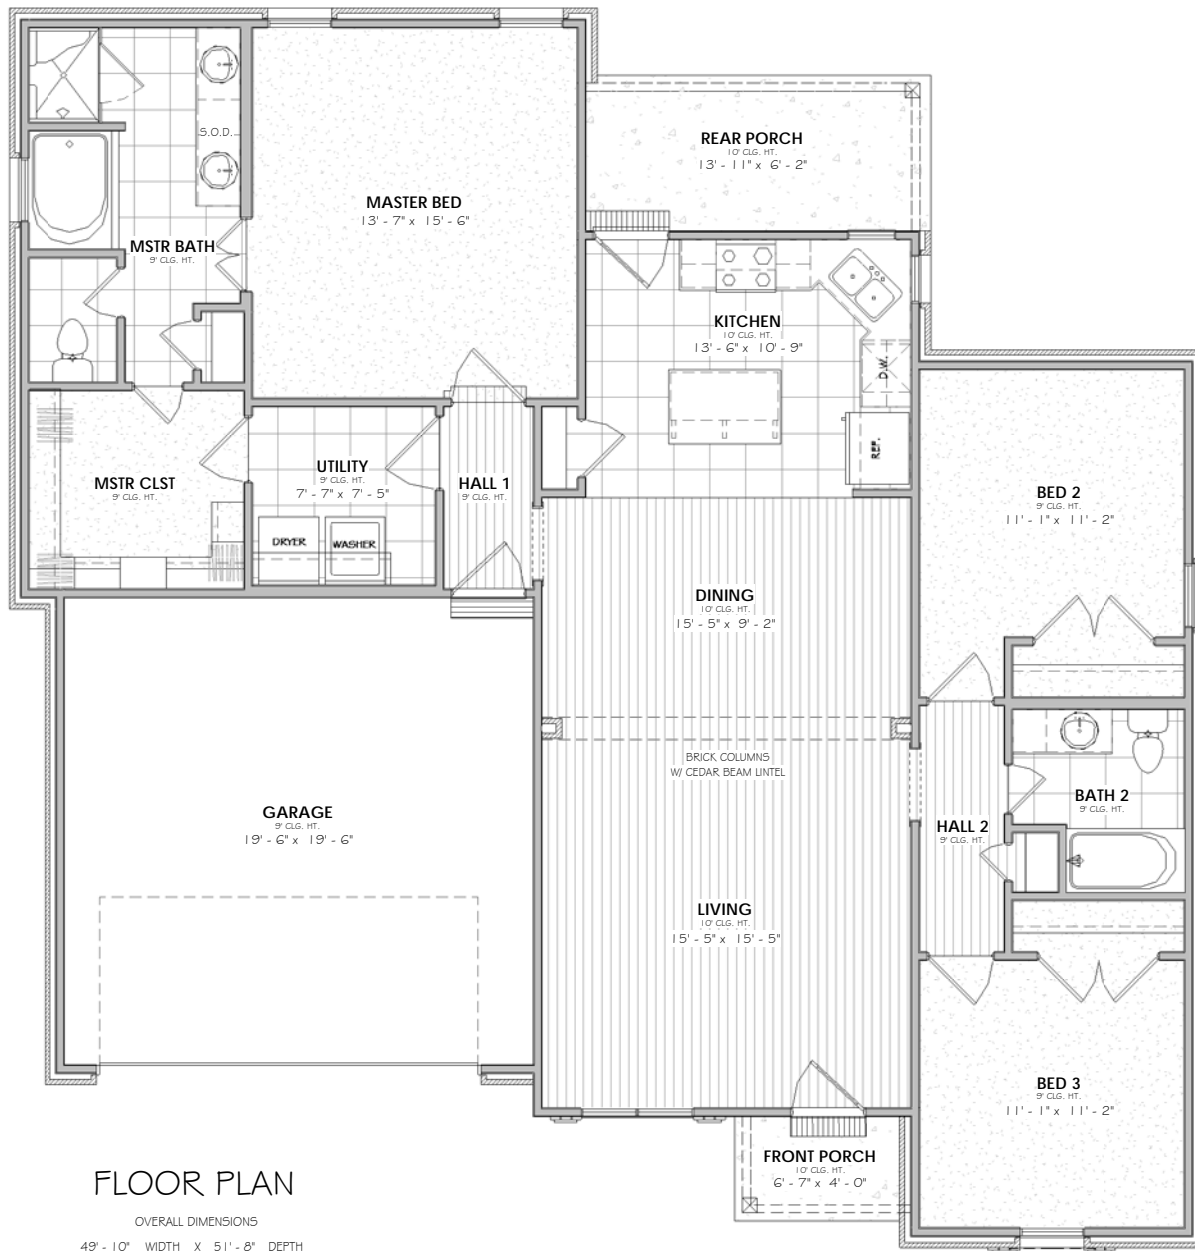 S.O.D.
REAR PORCH
10' CLG. HT.
13' - 11" x 6' - 2"
MASTER BED
13' - 7" x 15' - 6"
MSTR BATH
9' CLG. HT.
KITCHEN
10' CLG. HT.
13' - 6" x 10' - 9"
D.W.
REF.
MSTR CLST
9' CLG. HT.
UTILITY
9' CLG. HT.
7' - 7" x 7' - 5"
HALL 1
9' CLG. HT.
DRYER
WASHER
BED 2
9' CLG. HT.
11' - 1" x 11' - 2"
DINING
10' CLG. HT.
15' - 5" x 9' - 2"
BRICK COLUMNS
W/ CEDAR BEAM LINTEL
GARAGE
9' CLG. HT.
19' - 6" x 19' - 6"
HALL 2
9' CLG. HT.
BATH 2
9' CLG. HT.
LIVING
10' CLG. HT.
15' - 5" x 15' - 5"
BED 3
9' CLG. HT.
11' - 1" x 11' - 2"
FRONT PORCH
10' CLG. HT.
6' - 7" x 4' - 0"
FLOOR PLAN
OVERALL DIMENSIONS
49' - 10" WIDTH X 51' - 8" DEPTH